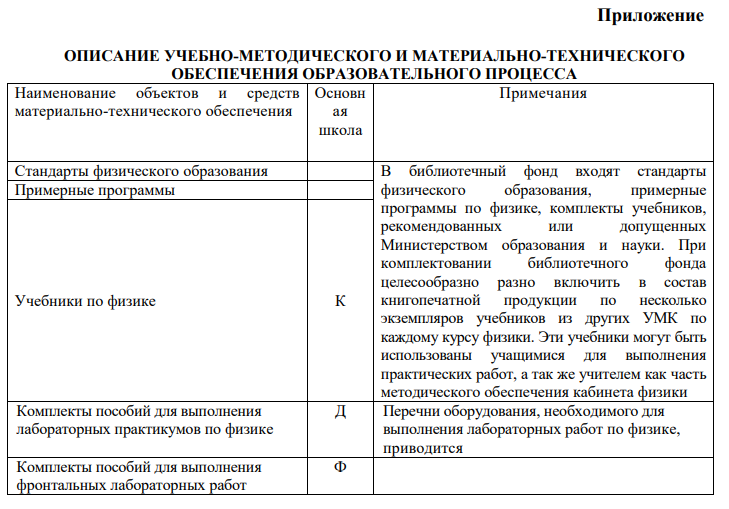 Приложение
ОПИСАНИЕ УЧЕБНО-МЕТОДИЧЕСКОГО И МАТЕРИАЛЬНО-ТЕХНИЧЕСКОГО
ОБЕСПЕЧЕНИЯ ОБРАЗОВАТЕЛЬНОГО ПРОЦЕССА
Наименование объектов и средств
материально-технического обеспечения
Основн
ая
школа
Примечания
Стандарты физического образования
Примерные программы
Учебники по физике
К
В библиотечный фонд входят стандарты
физического образования, примерные
программы по физике, комплекты учебников,
рекомендованных или допущенных
Министерством образования и науки. При
комплектовании библиотечного фонда
целесообразно разно включить в состав
книгопечатной продукции по несколько
экземпляров учебников из других УМК по
каждому курсу физики. Эти учебники могут быть
использованы учащимися для выполнения
практических работ, а так же учителем как часть
методического обеспечения кабинета физики
Комплекты пособий для выполнения
лабораторных практикумов по физике
Д
Перечни оборудования, необходимого для
выполнения лабораторных работ по физике,
приводится
Комплекты пособий для выполнения
фронтальных лабораторных работ
Ф